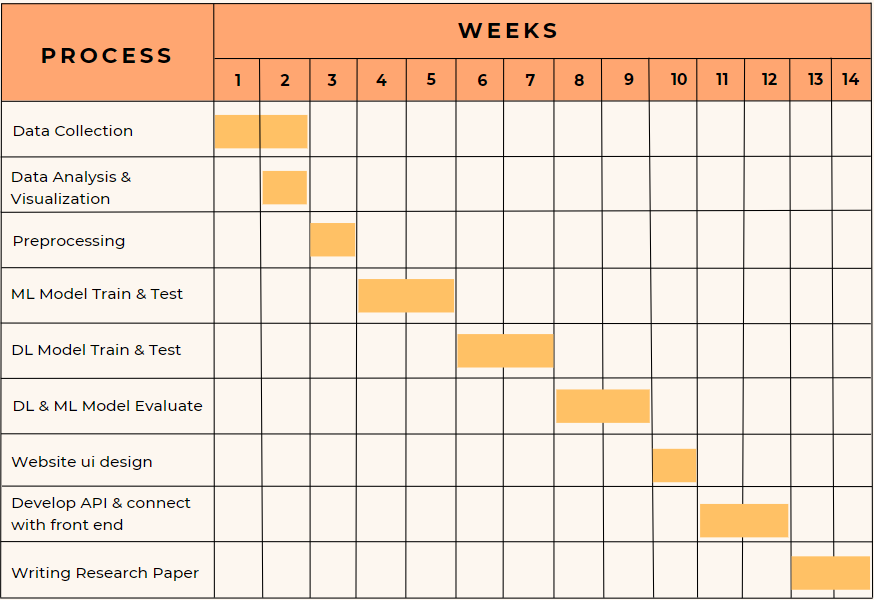 PROCESS
WEEKS
1 2 3 4 5 6 7 8 9 10 11 12 13 14
Data Collection
Data Analysis &
Visualization
Preprocessing
ML Model Train & Test
DL Model Train & Test
DL & ML Model Evaluate
Website ui design
Develop API & connect
with front end
Writing Research Paper